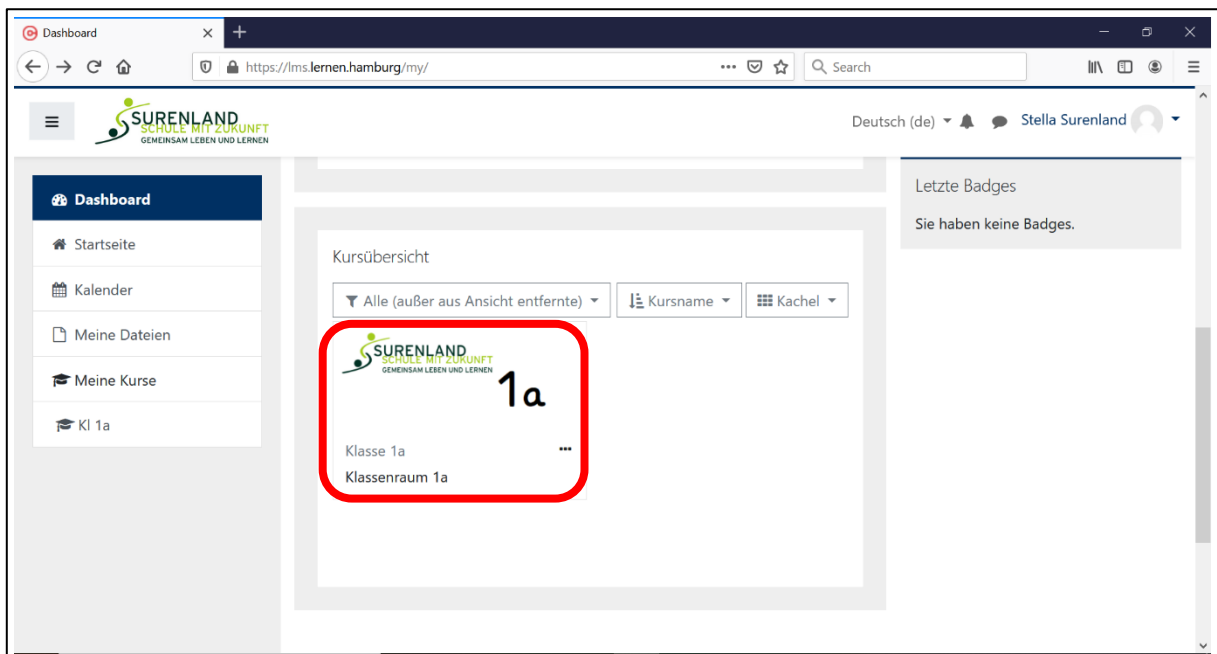 Dashboard
https://lms.lernen.hamburg/my/
Search
SURENLAND
SCHULE MIT ZUKUNFT
GEMEINSAM LEBEN UND LERNEN
Deutsch (de)
Stella Surenland
Dashboard
Startseite
Kalender
Meine Dateien
Meine Kurse
Kl 1a
Kursübersicht
Alle (außer aus Ansicht entfernte)
Kursname
Kachel
SURENLAND
SCHULE MIT ZUKUNFT
GEMEINSAM LEBEN UND LERNEN
1a
Klasse 1a
Klassenraum 1a
Letzte Badges
Sie haben keine Badges.